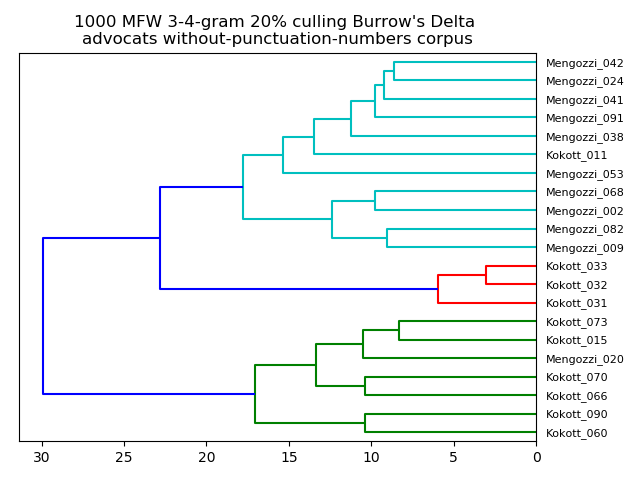 1000 MFW 3-4-gram 20% culling Burrow's Delta
advocats without-punctuation-numbers corpus
Mengozzi_042
Mengozzi_024
Mengozzi_041
Mengozzi_091
Mengozzi_038
Kokott_011
Mengozzi_053
Mengozzi_068
Mengozzi_002
Mengozzi_082
Mengozzi_009
Kokott_033
Kokott_032
Kokott_031
Kokott_073
Kokott_015
Mengozzi_020
Kokott_070
Kokott_066
Kokott_090
Kokott_060
30 25 20 15 10 5 0